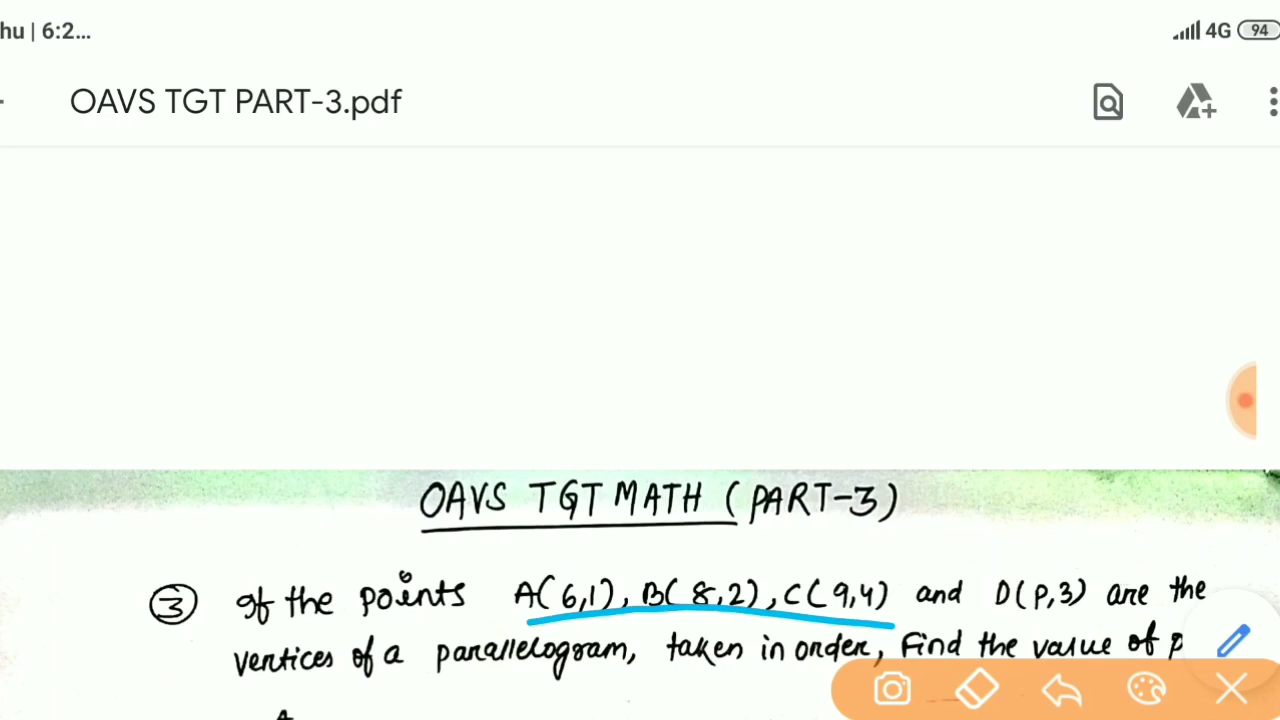 hu | 6:2... 4G 94
OAVS TGT PART-3.pdf
OAVS TGT MATH (PART-3)
③ If the points A(6,1), B(8,2), C(9,4) and D(P,3) are the
vertices of a parallelogram, taken in order, Find the value of p